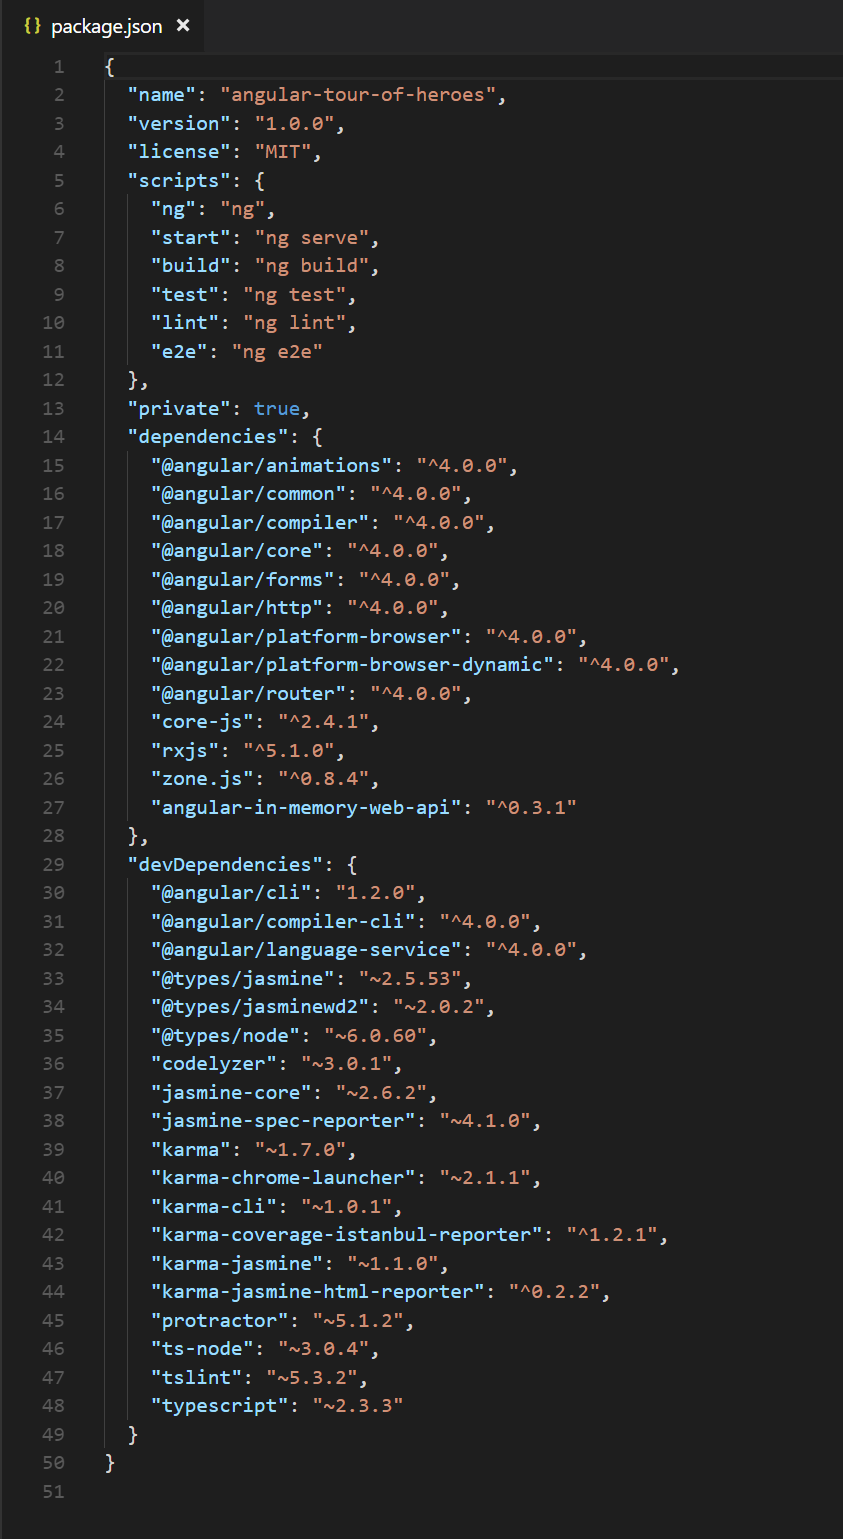 {} package.json ×
1 {
2 "name": "angular-tour-of-heroes",
3 "version": "1.0.0",
4 "license": "MIT",
5 "scripts": {
6 "ng": "ng",
7 "start": "ng serve",
8 "build": "ng build",
9 "test": "ng test",
10 "lint": "ng lint",
11 "e2e": "ng e2e"
12 },
13 "private": true,
14 "dependencies": {
15 "@angular/animations": "^4.0.0",
16 "@angular/common": "^4.0.0",
17 "@angular/compiler": "^4.0.0",
18 "@angular/core": "^4.0.0",
19 "@angular/forms": "^4.0.0",
20 "@angular/http": "^4.0.0",
21 "@angular/platform-browser": "^4.0.0",
22 "@angular/platform-browser-dynamic": "^4.0.0",
23 "@angular/router": "^4.0.0",
24 "core-js": "^2.4.1",
25 "rxjs": "^5.1.0",
26 "zone.js": "^0.8.4",
27 "angular-in-memory-web-api": "^0.3.1"
28 },
29 "devDependencies": {
30 "@angular/cli": "1.2.0",
31 "@angular/compiler-cli": "^4.0.0",
32 "@angular/language-service": "^4.0.0",
33 "@types/jasmine": "~2.5.53",
34 "@types/jasminewd2": "~2.0.2",
35 "@types/node": "~6.0.60",
36 "codelyzer": "~3.0.1",
37 "jasmine-core": "~2.6.2",
38 "jasmine-spec-reporter": "~4.1.0",
39 "karma": "~1.7.0",
40 "karma-chrome-launcher": "~2.1.1",
41 "karma-cli": "~1.0.1",
42 "karma-coverage-istanbul-reporter": "^1.2.1",
43 "karma-jasmine": "~1.1.0",
44 "karma-jasmine-html-reporter": "^0.2.2",
45 "protractor": "~5.1.2",
46 "ts-node": "~3.0.4",
47 "tslint": "~5.3.2",
48 "typescript": "~2.3.3"
49 }
50 }
51